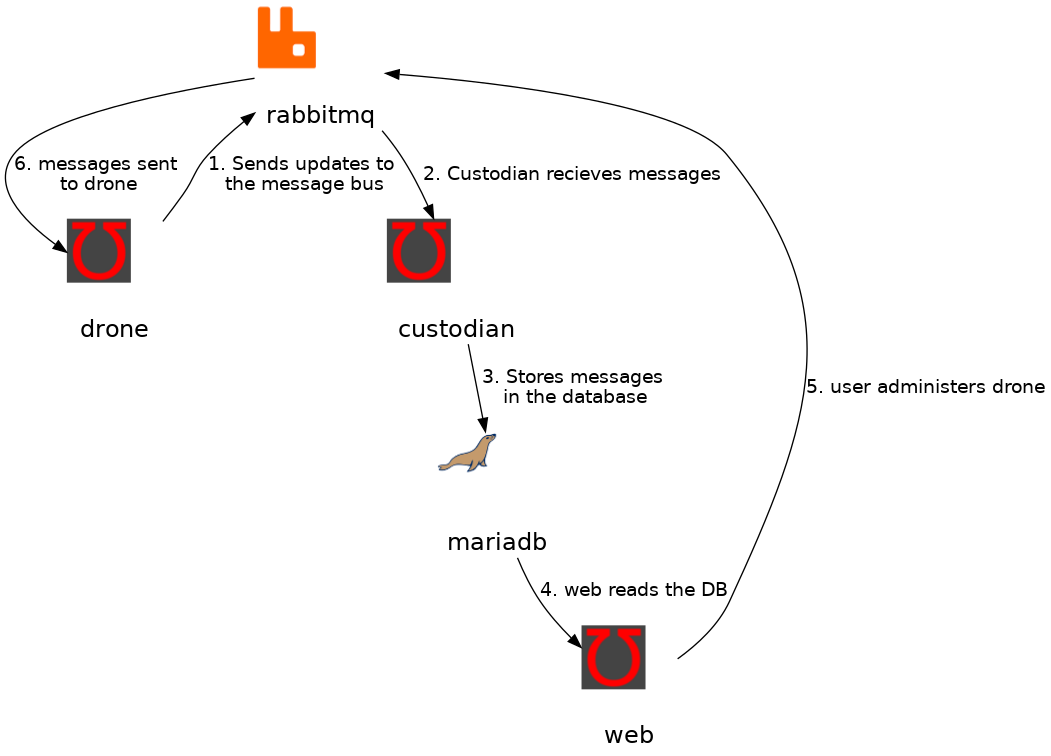 rabbitmq
6. messages sent
to drone
1. Sends updates to
the message bus
2. Custodian recieves messages
drone
custodian
3. Stores messages
in the database
5. user administers drone
mariadb
4. web reads the DB
web